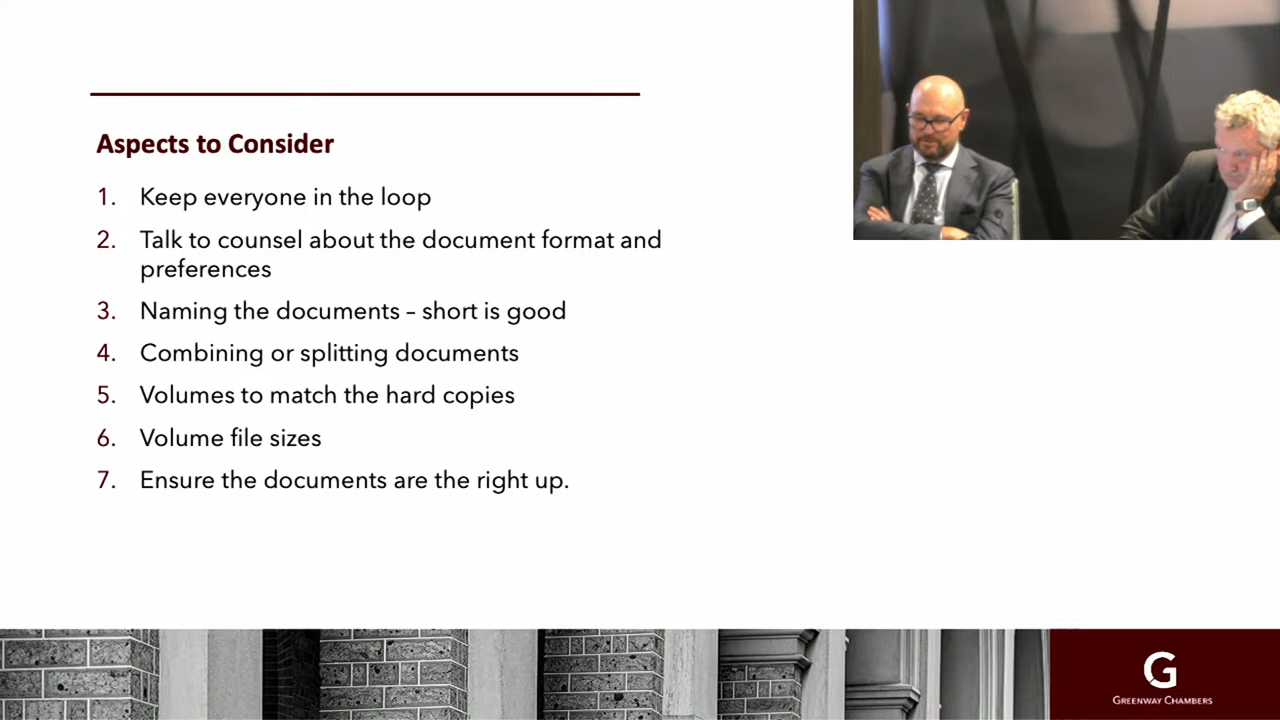 Aspects to Consider
1. Keep everyone in the loop
2. Talk to counsel about the document format and
preferences
3. Naming the documents – short is good
4. Combining or splitting documents
5. Volumes to match the hard copies
6. Volume file sizes
7. Ensure the documents are the right up.
G
GREENWAY CHAMBERS